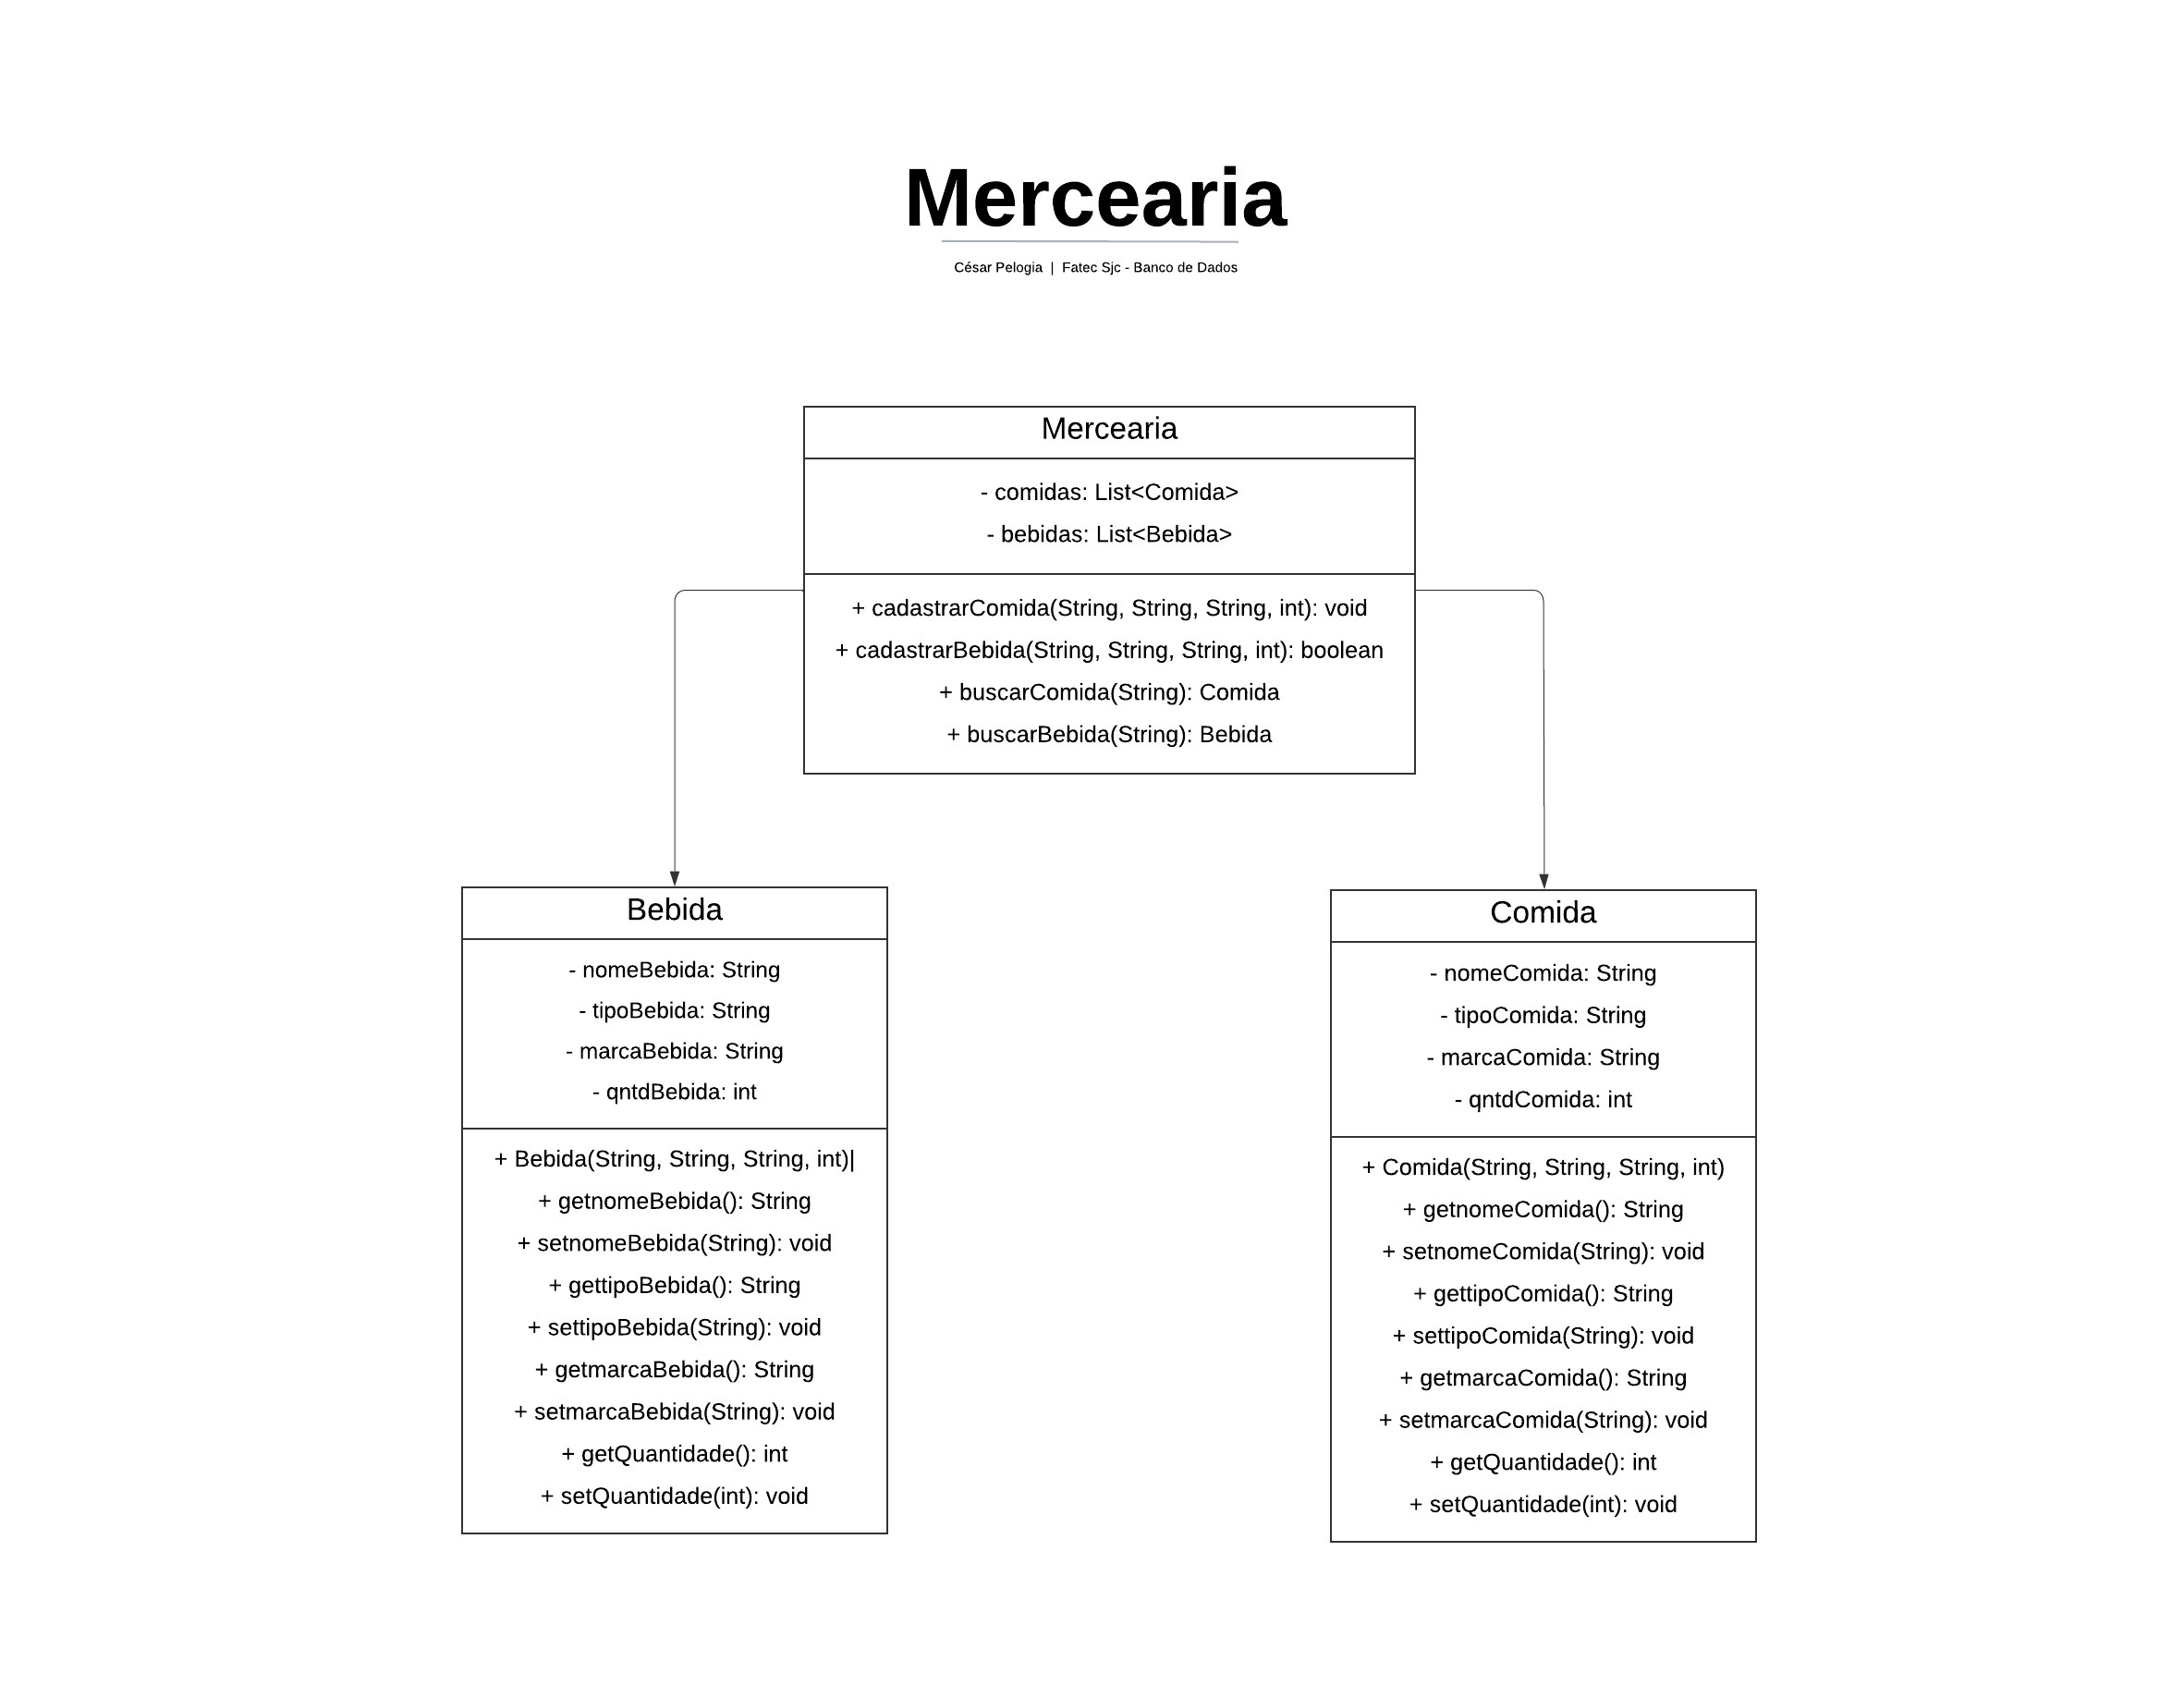 Mercearia
César Pelogia | Fatec Sjc - Banco de Dados
Mercearia
- comidas: List<Comida>
- bebidas: List<Bebida>
+ cadastrarComida(String, String, String, int): void
+ cadastrarBebida(String, String, String, int): boolean
+ buscarComida(String): Comida
+ buscarBebida(String): Bebida
Bebida
- nomeBebida: String
- tipoBebida: String
- marcaBebida: String
- qntdBebida: int
+ Bebida(String, String, String, int)|
+ getnomeBebida(): String
+ setnomeBebida(String): void
+ gettipoBebida(): String
+ settipoBebida(String): void
+ getmarcaBebida(): String
+ setmarcaBebida(String): void
+ getQuantidade(): int
+ setQuantidade(int): void
Comida
- nomeComida: String
- tipoComida: String
- marcaComida: String
- qntdComida: int
+ Comida(String, String, String, int)
+ getnomeComida(): String
+ setnomeComida(String): void
+ gettipoComida(): String
+ settipoComida(String): void
+ getmarcaComida(): String
+ setmarcaComida(String): void
+ getQuantidade(): int
+ setQuantidade(int): void